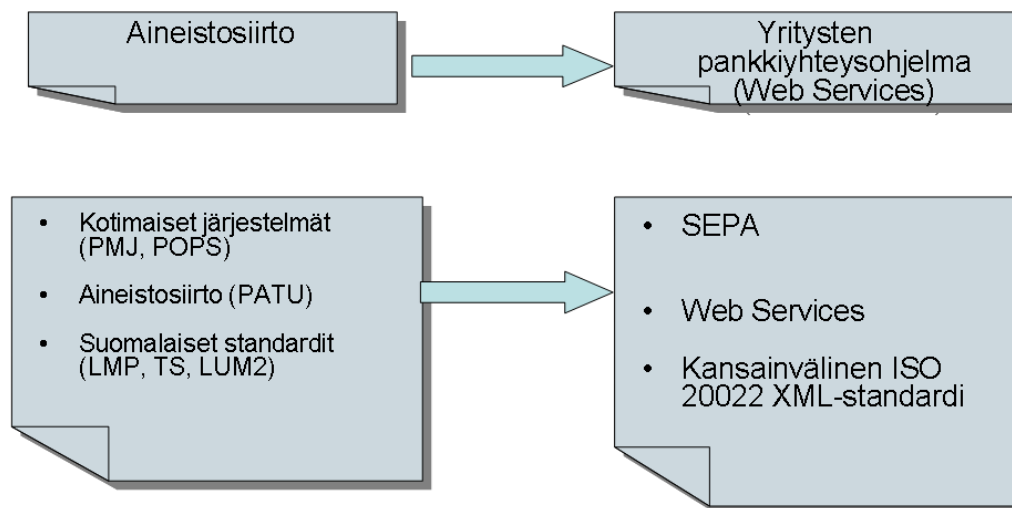 Aineistosiirto
Yritysten
pankkiyhteysohjelma
(Web Services)
• Kotimaiset järjestelmät
(PMJ, POPS)
• Aineistosiirto (PATU)
• Suomalaiset standardit
(LMP, TS, LUM2)
• SEPA
• Web Services
• Kansainvälinen ISO
20022 XML-standardi